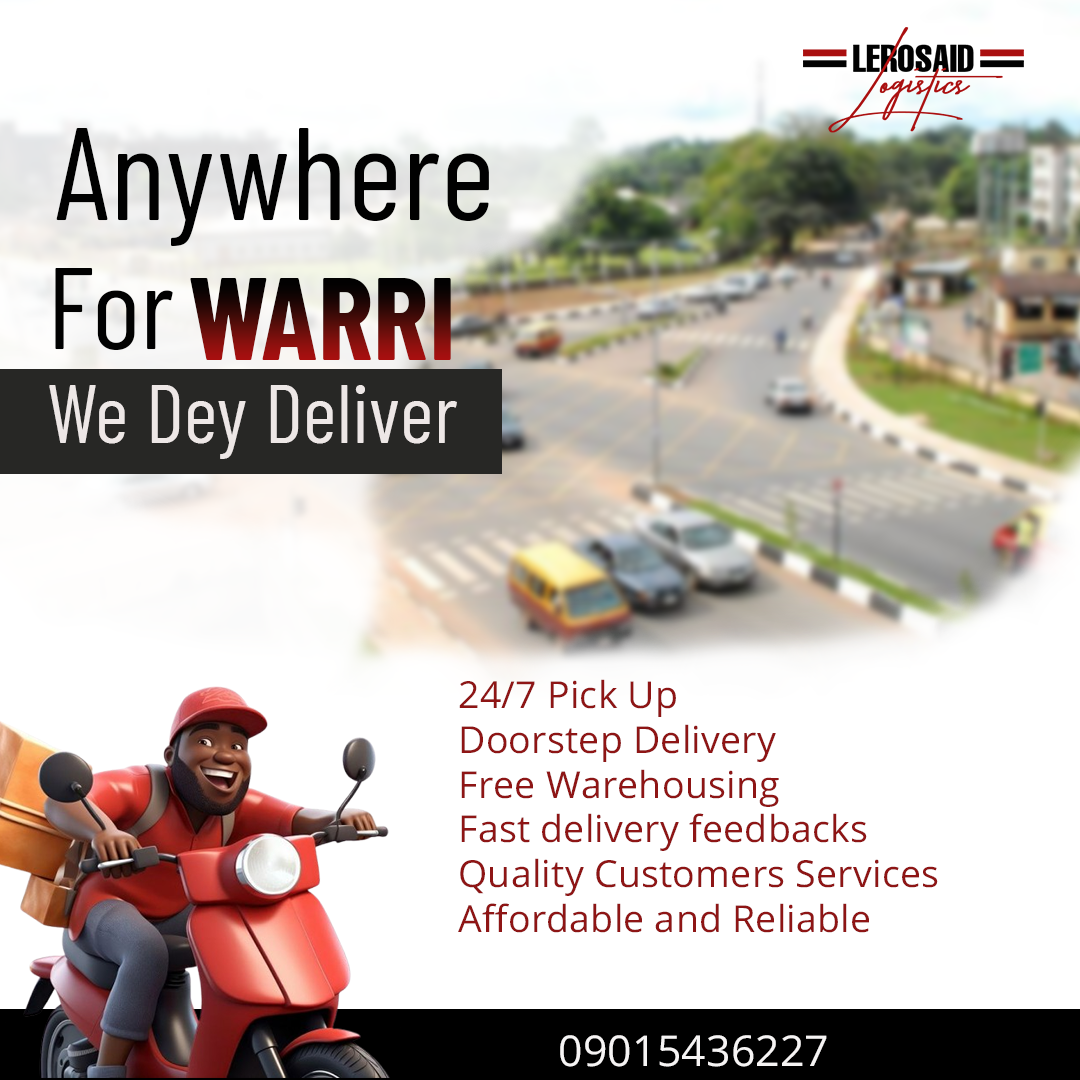 LEROSAID
Logistics
Anywhere
For WARRI
We Dey Deliver
24/7 Pick Up
Doorstep Delivery
Free Warehousing
Fast delivery feedbacks
Quality Customers Services
Affordable and Reliable
09015436227